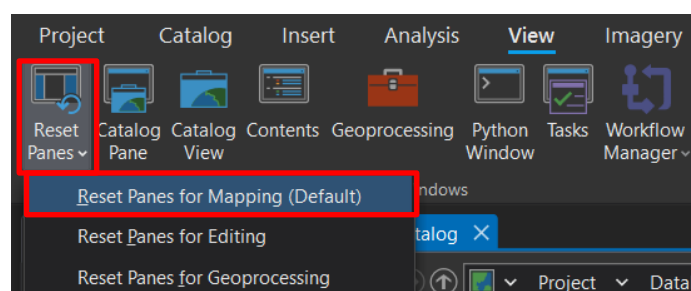 Project Catalog Insert Analysis View Imagery
Reset Panes
Catalog Pane
Catalog View
Contents
Geoprocessing
Python Window
Tasks
Workflow Manager
Reset Panes for Mapping (Default)
Reset Panes for Editing
Reset Panes for Geoprocessing
ndows
talog
Project
Data